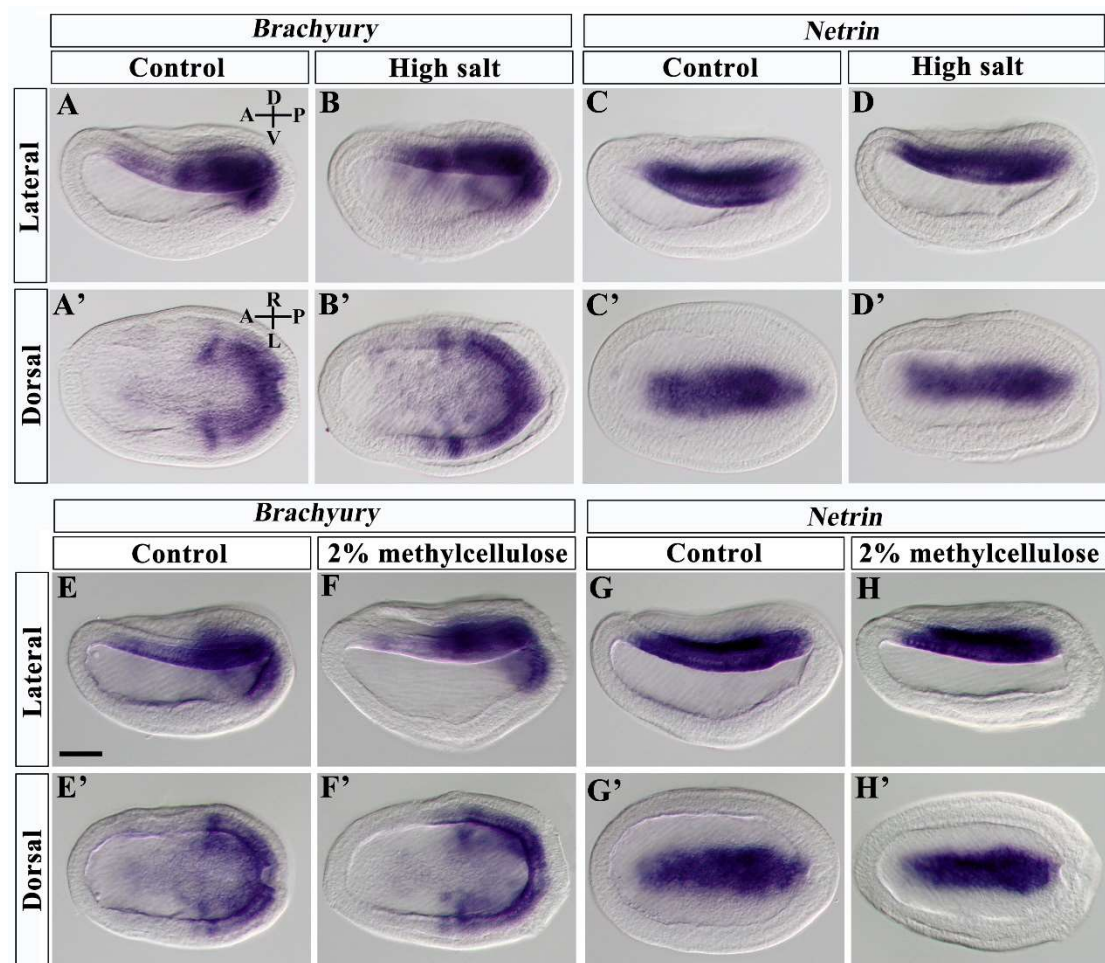 Brachyury Netrin
Control High salt Control High salt
Lateral
A B C D
D
A P
V
Dorsal
A' B' C' D'
R
A P
L
Brachyury Netrin
Control 2% methylcellulose Control 2% methylcellulose
Lateral
E F G H
Dorsal
E' F' G' H'